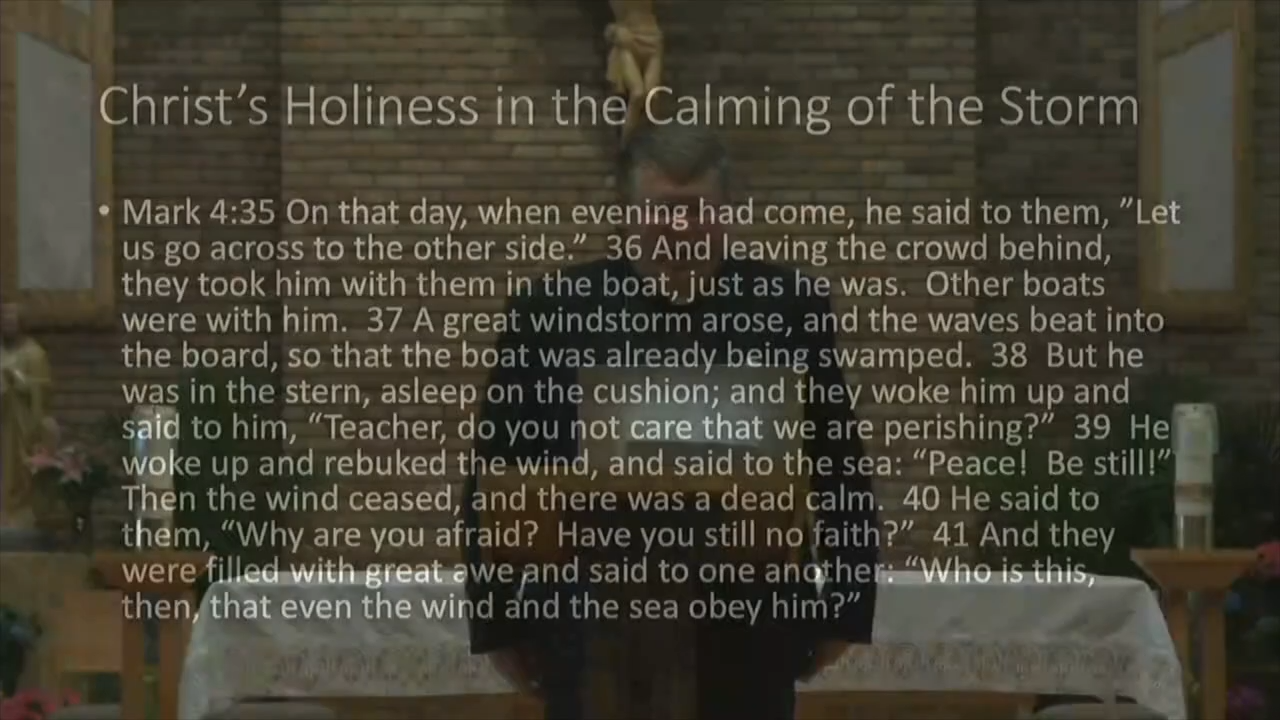 Christ’s Holiness in the Calming of the Storm
• Mark 4:35 On that day, when evening had come, he said to them, ”Let
us go across to the other side.”  36 And leaving the crowd behind,
they took him with them in the boat, just as he was.  Other boats
were with him.  37 A great windstorm arose, and the waves beat into
the board, so that the boat was already being swamped.  38  But he
was in the stern, asleep on the cushion; and they woke him up and
said to him, “Teacher, do you not care that we are perishing?”  39  He
woke up and rebuked the wind, and said to the sea: “Peace!  Be still!”
Then the wind ceased, and there was a dead calm.  40 He said to
them, “Why are you afraid?  Have you still no faith?”  41 And they
were filled with great awe and said to one another: “Who is this,
then, that even the wind and the sea obey him?”